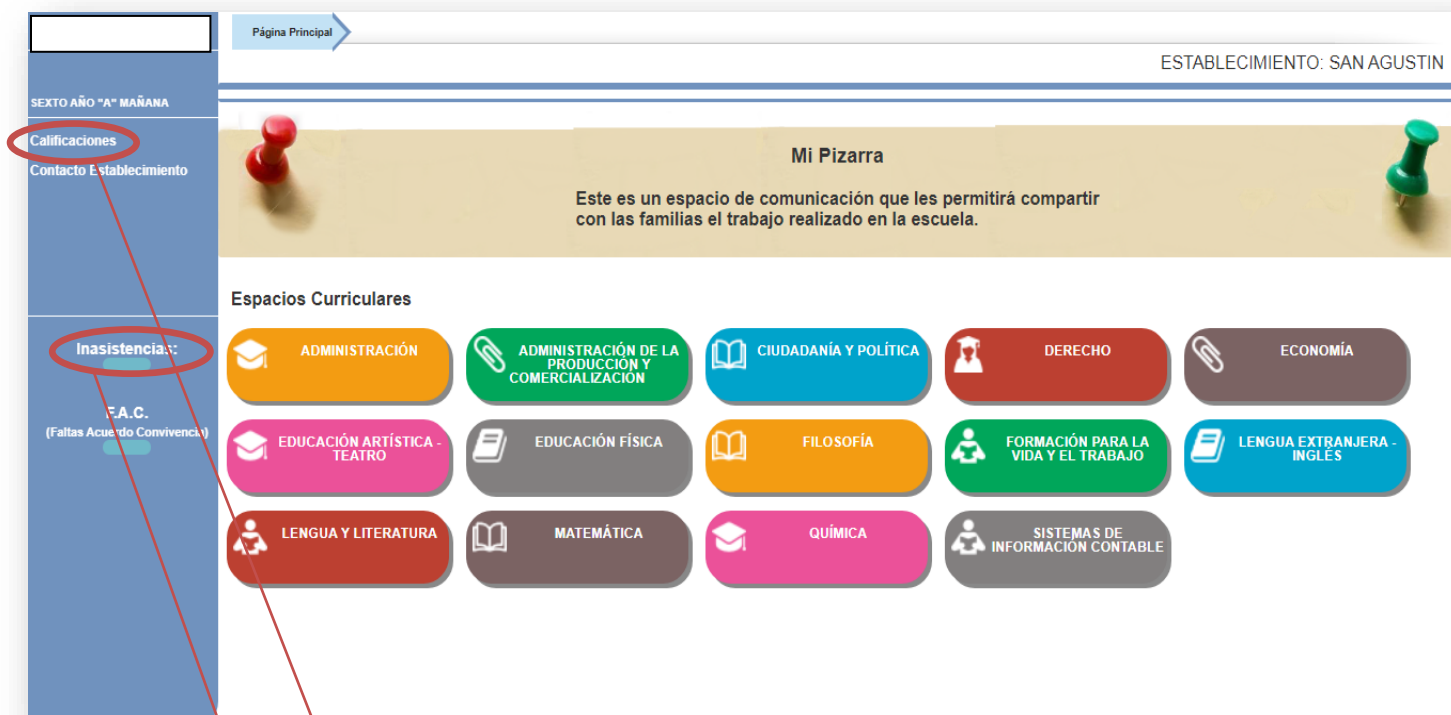 Página Principal
ESTABLECIMIENTO: SAN AGUSTIN
SEXTO AÑO "A" MAÑANA
Calificaciones
Contacto Establecimiento
Mi Pizarra
Este es un espacio de comunicación que les permitirá compartir
con las familias el trabajo realizado en la escuela.
Espacios Curriculares
Inasistencias:
F.A.C.
(Faltas Acuerdo Convivencia)
ADMINISTRACIÓN
ADMINISTRACIÓN DE LA
PRODUCCIÓN Y
COMERCIALIZACIÓN
CIUDADANÍA Y POLÍTICA
DERECHO
ECONOMÍA
EDUCACIÓN ARTÍSTICA -
TEATRO
EDUCACIÓN FÍSICA
FILOSOFÍA
FORMACIÓN PARA LA
VIDA Y EL TRABAJO
LENGUA EXTRANJERA -
INGLÉS
LENGUA Y LITERATURA
MATEMÁTICA
QUÍMICA
SISTEMAS DE
INFORMACIÓN CONTABLE